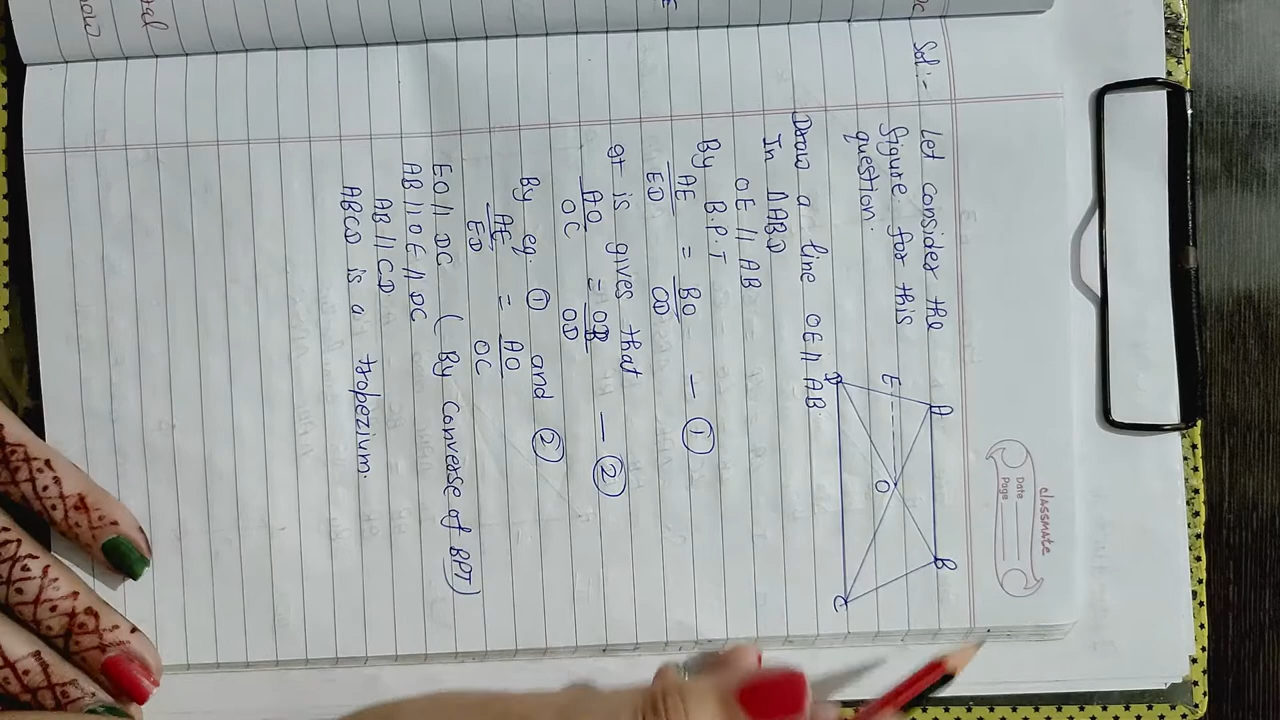 classmate
Date
Page
Sol:- Let consider the
figure for this
question.
A
B
E
O
D
C
Draw a line OE∥AB.
In ΔABD
OE ∥ AB
By B.P.T
AE/ED = BO/OD — ①
It is gives that
AO/OC = OB/OD — ②
By eq. ① and ②
AE/ED = AO/OC
EO ∥ DC ( By converse of BPT)
AB ∥ OE ∥ DC
AB ∥ CD
ABCD is a trapezium.